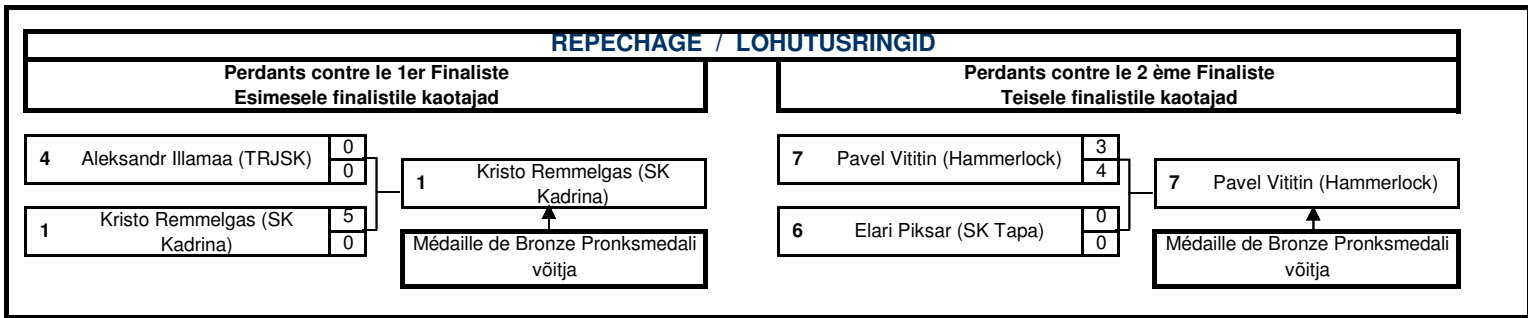 REPECHAGE / LOHUTUSRINGID
Perdants contre le 1er Finaliste
Esimesele finalistile kaotajad
4 Aleksandr Illamaa (TRJSK) 0
0
1 Kristo Remmelgas (SK
Kadrina) 5
0
1 Kristo Remmelgas (SK
Kadrina)
Médaille de Bronze Pronksmedali
võitja
Perdants contre le 2 ème Finaliste
Teisele finalistile kaotajad
7 Pavel Vititin (Hammerlock) 3
4
6 Elari Piksar (SK Tapa) 0
0
7 Pavel Vititin (Hammerlock)
Médaille de Bronze Pronksmedali
võitja